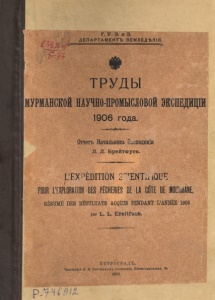 ДЕПАРТАМЕНТЪ ЗЕМЛЕДѢЛІЯ.
ТРУДЫ
МУРМАНСКОЙ НАУЧНО-ПРОМЫСЛОВОЙ ЭКСПЕДИЦІИ
1906 года.
Отчетъ Начальника Экспедиціи
Л. Л. Брейтфуса.
L'EXPÉDITION SCIENTIFIQUE
POUR L'EXPLORATION DES PÊCHERIES DE LA CÔTE DE MOURMANE.
RÉSUMÉ DES RÉSULTATS ACQUIS PENDANT L'ANNÉE 1906
par L. L. Breitfuss.
ПЕТРОГРАДЪ.
P.746912